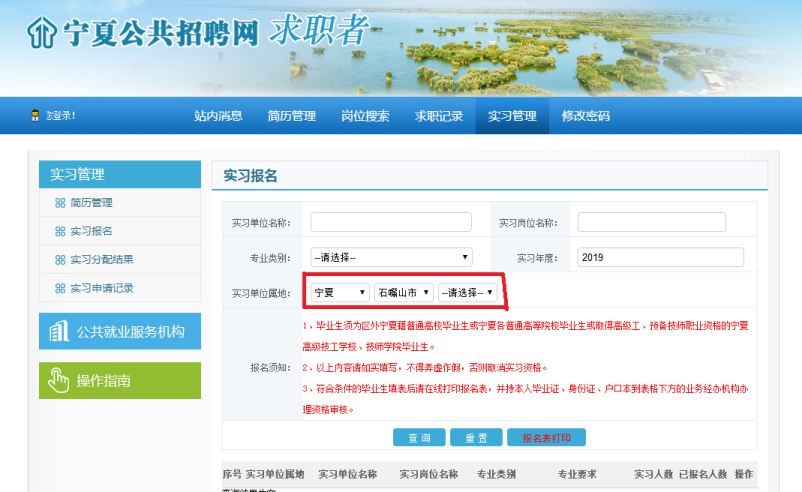 宁夏公共招聘网 求职者
您登录!
站内消息 简历管理 岗位搜索 求职记录 实习管理 修改密码
实习管理
简历管理
实习报名
实习分配结果
实习申请记录
公共就业服务机构
操作指南
实习报名
实习单位名称: 实习岗位名称:
专业类别: --请选择-- 实习年度: 2019
实习单位属地: 宁夏 石嘴山市 --请选择--
报名须知:
1、毕业生须为区外宁夏籍普通高校毕业生或宁夏各普通高等院校毕业生或取得高级工、预备技师职业资格的宁夏
高级技工学校、技师学院毕业生。
2、以上内容请如实填写，不得弄虚作假，否则取消实习资格。
3、符合条件的毕业生填表后请在线打印报名表，并持本人毕业证、身份证、户口本到表格下方的业务经办机构办
理资格审核。
查 询 重 置 报名表打印
序号 实习单位属地 实习单位名称 实习岗位名称 专业类别 专业要求 实习人数 已报名人数 操作